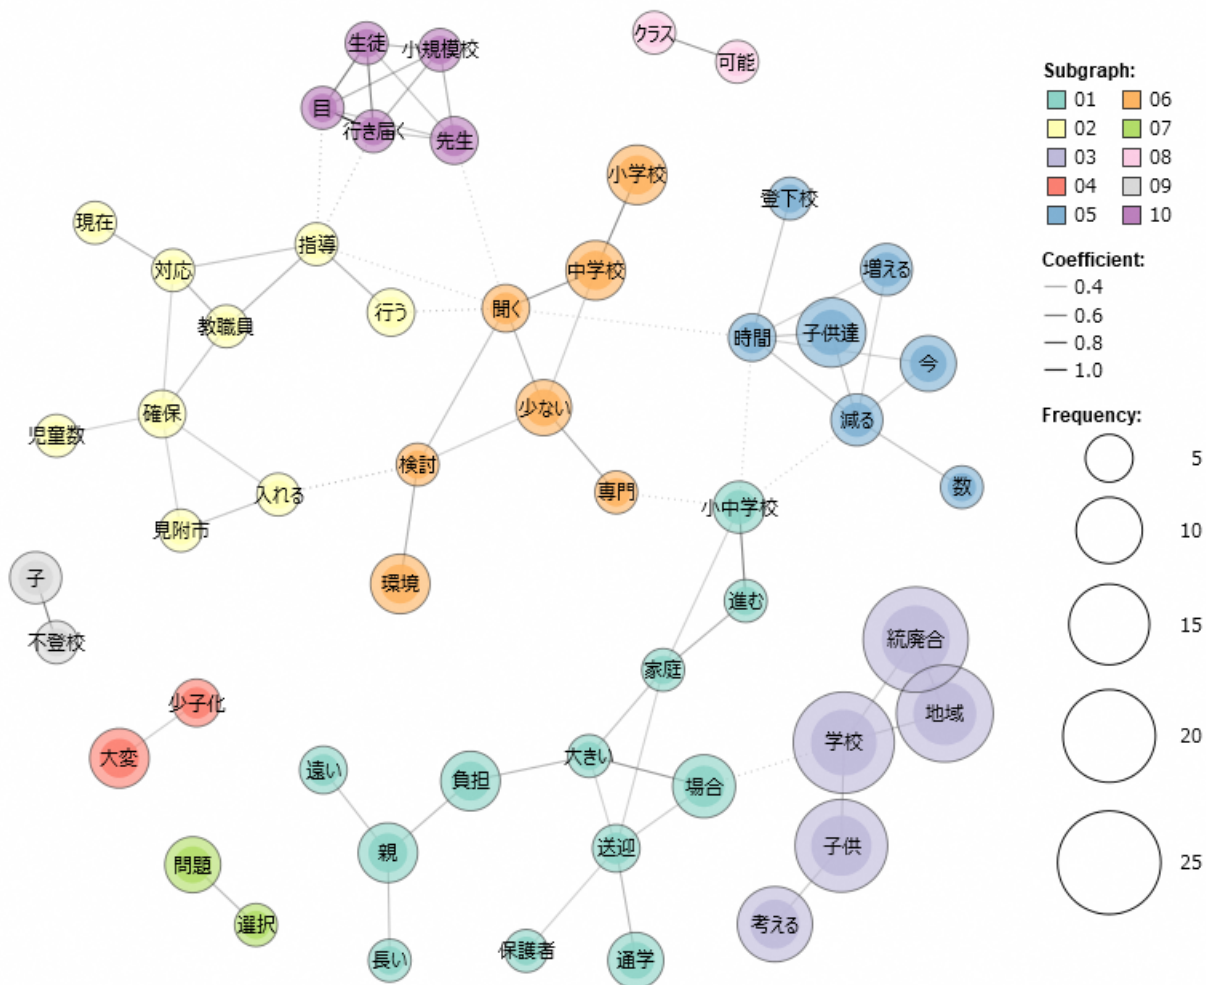 クラス
可能
生徒
小規模校
目
行き届く
先生
小学校
登下校
現在
指導
対応
中学校
増える
教職員
行う
聞く
時間
子供達
今
確保
児童数
少ない
減る
検討
専門
数
入れる
見附市
小中学校
環境
進む
子
不登校
家庭
統廃合
地域
学校
少子化
大変
遠い
負担
大きい
場合
親
送迎
子供
問題
選択
考える
長い
保護者
通学
Subgraph:
01 06
02 07
03 08
04 09
05 10
Coefficient:
0.4
0.6
0.8
1.0
Frequency:
5
10
15
20
25